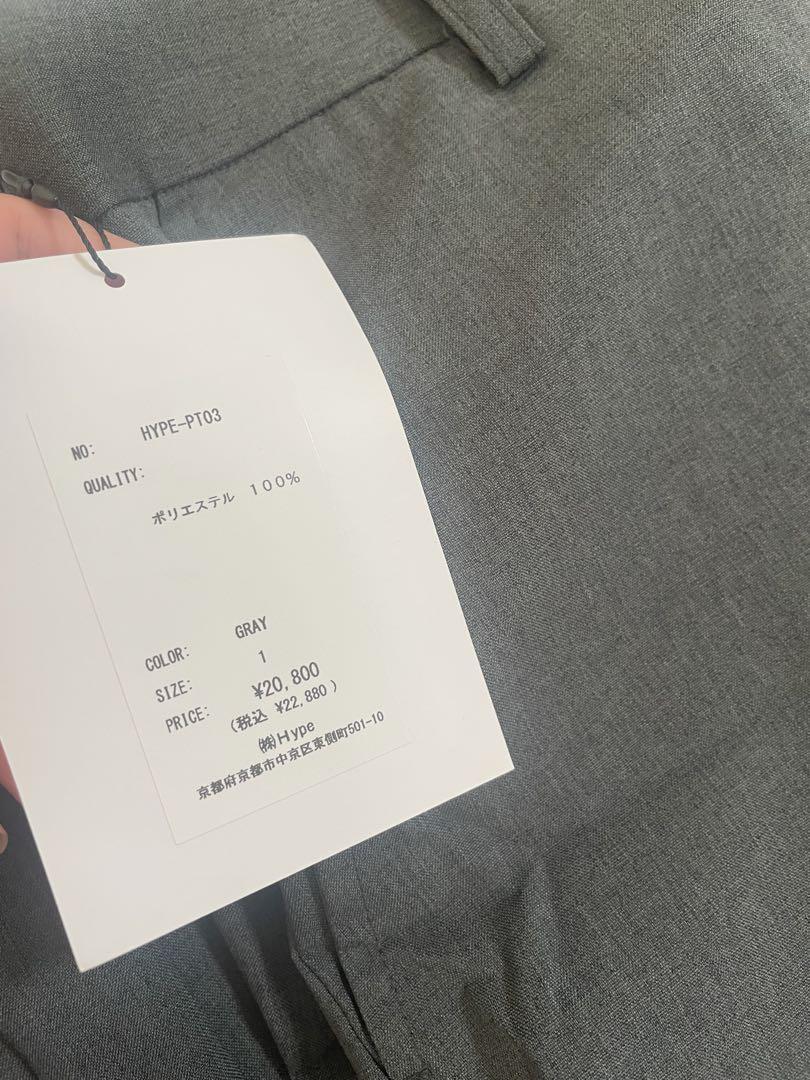 NO: HYPE-PT03
QUALITY:
ポリエステル 100%
COLOR: GRAY
SIZE: 1
PRICE: ¥20,800
(税込 ¥22,880 )
㈱Hype
京都府京都市中京区東側町501-10